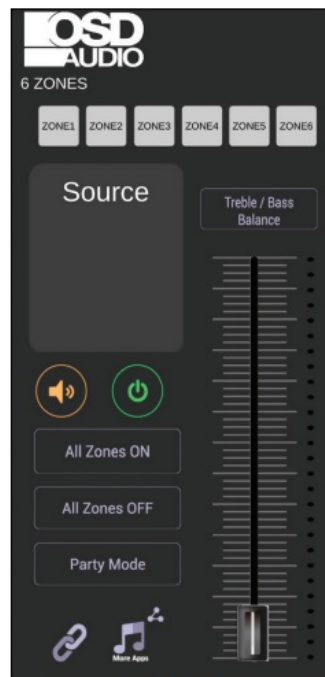 OSD
AUDIO
6 ZONES
ZONE1 ZONE2 ZONE3 ZONE4 ZONE5 ZONE6
Source
Treble / Bass
Balance
All Zones ON
All Zones OFF
Party Mode
More Apps